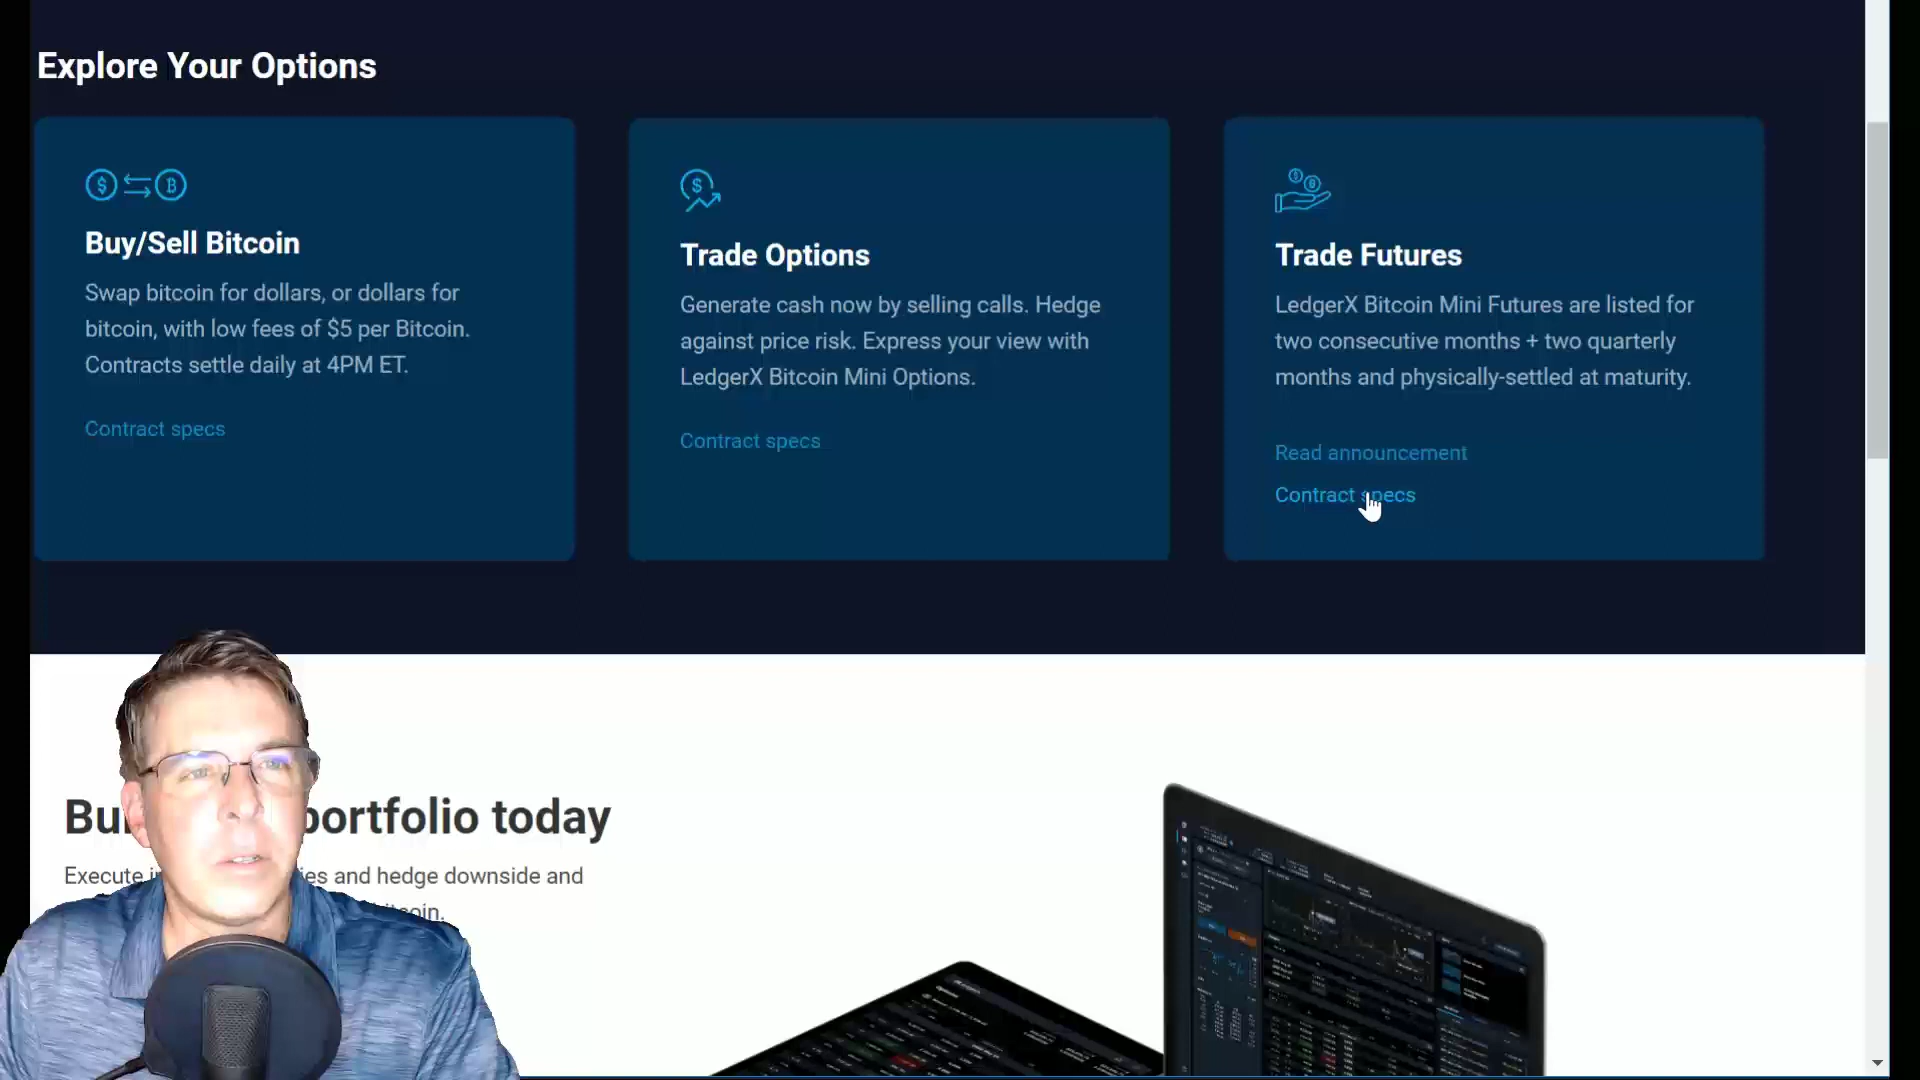 Explore Your Options
Buy/Sell Bitcoin
Swap bitcoin for dollars, or dollars for
bitcoin, with low fees of $5 per Bitcoin.
Contracts settle daily at 4PM ET.
Contract specs
Trade Options
Generate cash now by selling calls. Hedge
against price risk. Express your view with
LedgerX Bitcoin Mini Options.
Contract specs
Trade Futures
LedgerX Bitcoin Mini Futures are listed for
two consecutive months + two quarterly
months and physically-settled at maturity.
Read announcement
Contract specs
portfolio today
Execute
and hedge downside and